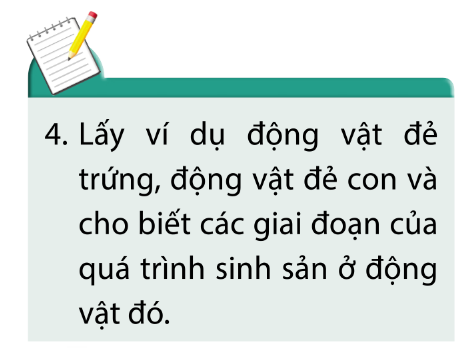 4. Lấy ví dụ động vật đẻ
trứng, động vật đẻ con và
cho biết các giai đoạn của
quá trình sinh sản ở động
vật đó.